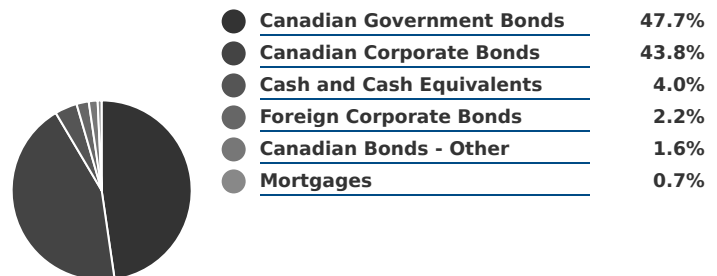 Canadian Government Bonds 47.7%
Canadian Corporate Bonds 43.8%
Cash and Cash Equivalents 4.0%
Foreign Corporate Bonds 2.2%
Canadian Bonds - Other 1.6%
Mortgages 0.7%